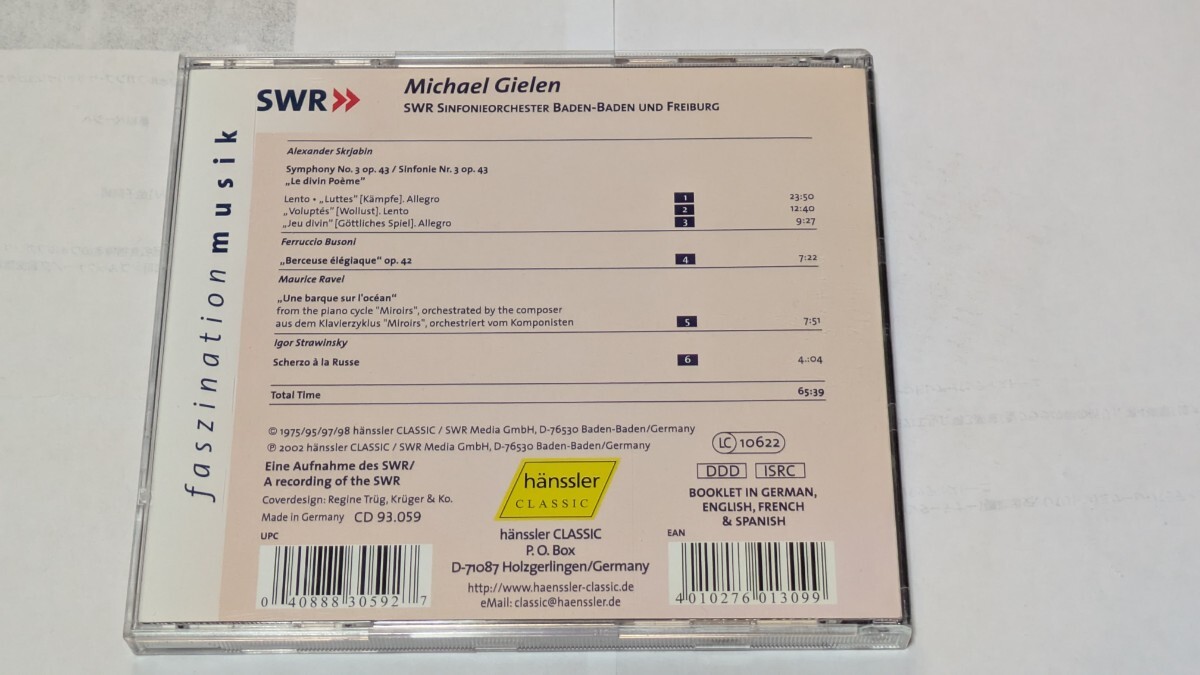 SWR»
Michael Gielen
SWR SINFONIEORCHESTER BADEN-BADEN UND FREIBURG
faszinationmusik
Alexander Skrjabin
Symphony No. 3 op. 43 / Sinfonie Nr. 3 op. 43
„Le divin Poème"
Lento • „Luttes" [Kämpfe]. Allegro 1 23:50
„Voluptés" [Wollust]. Lento 2 12:40
„Jeu divin" [Göttliches Spiel]. Allegro 3 9:27
Ferruccio Busoni
„Berceuse élégiaque" op. 42 4 7:22
Maurice Ravel
„Une barque sur l'océan"
from the piano cycle "Miroirs", orchestrated by the composer
aus dem Klavierzyklus "Miroirs", orchestriert vom Komponisten 5 7:51
Igor Strawinsky
Scherzo à la Russe 6 4.:04
Total Time 65:39
© 1975/95/97/98 hänssler CLASSIC / SWR Media GmbH, D-76530 Baden-Baden/Germany
℗ 2002 hänssler CLASSIC / SWR Media GmbH, D-76530 Baden-Baden/Germany
LC 10622
Eine Aufnahme des SWR/
A recording of the SWR
Coverdesign: Regine Trüg, Krüger & Ko.
Made in Germany CD 93.059
hänssler
CLASSIC
DDD ISRC
BOOKLET IN GERMAN,
ENGLISH, FRENCH
& SPANISH
hänssler CLASSIC
P. O. Box
D-71087 Holzgerlingen/Germany
http://www.haenssler-classic.de
eMail: classic@haenssler.de
UPC
0 40888 30592 7
EAN
4 010276 013099